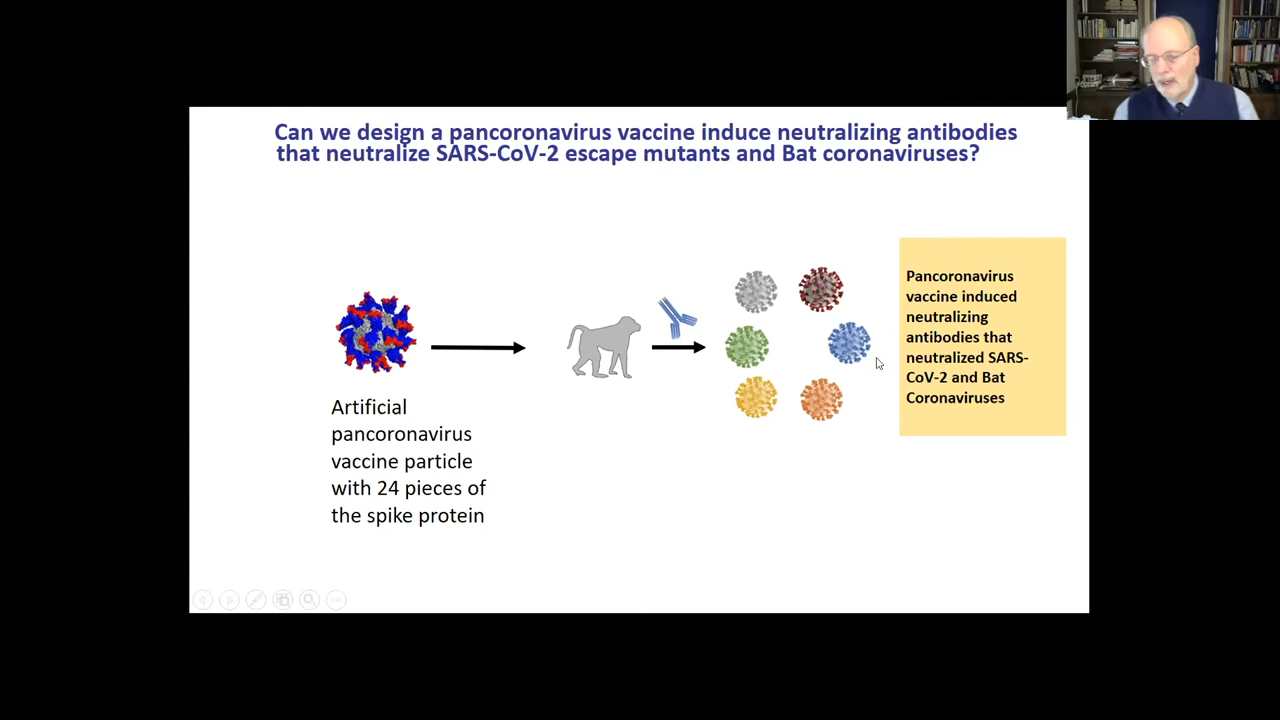 Can we design a pancoronavirus vaccine induce neutralizing antibodies
that neutralize SARS-CoV-2 escape mutants and Bat coronaviruses?
Artificial
pancoronavirus
vaccine particle
with 24 pieces of
the spike protein
Pancoronavirus
vaccine induced
neutralizing
antibodies that
neutralized SARS-
CoV-2 and Bat
Coronaviruses